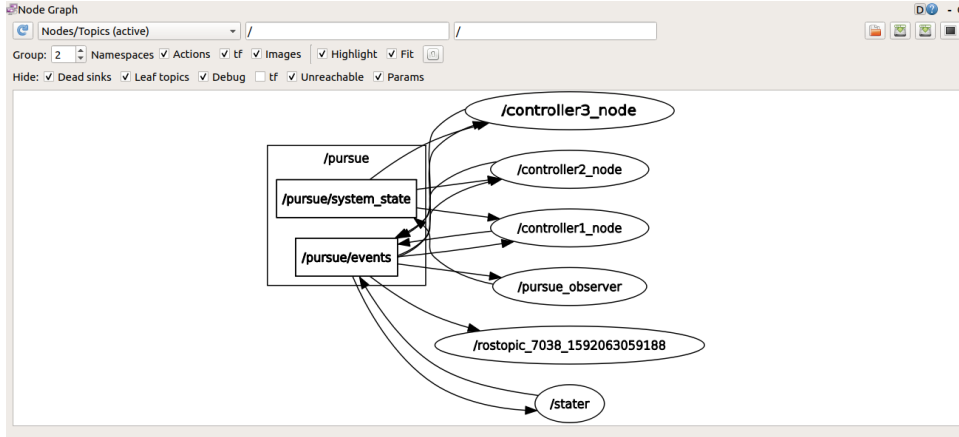 Node Graph D ? -
Nodes/Topics (active) / /
Group: 2 Namespaces Actions tf Images Highlight Fit
Hide: Dead sinks Leaf topics Debug tf Unreachable Params
/controller3_node
/pursue
/controller2_node
/pursue/system_state
/controller1_node
/pursue/events
/pursue_observer
/rostopic_7038_1592063059188
/stater